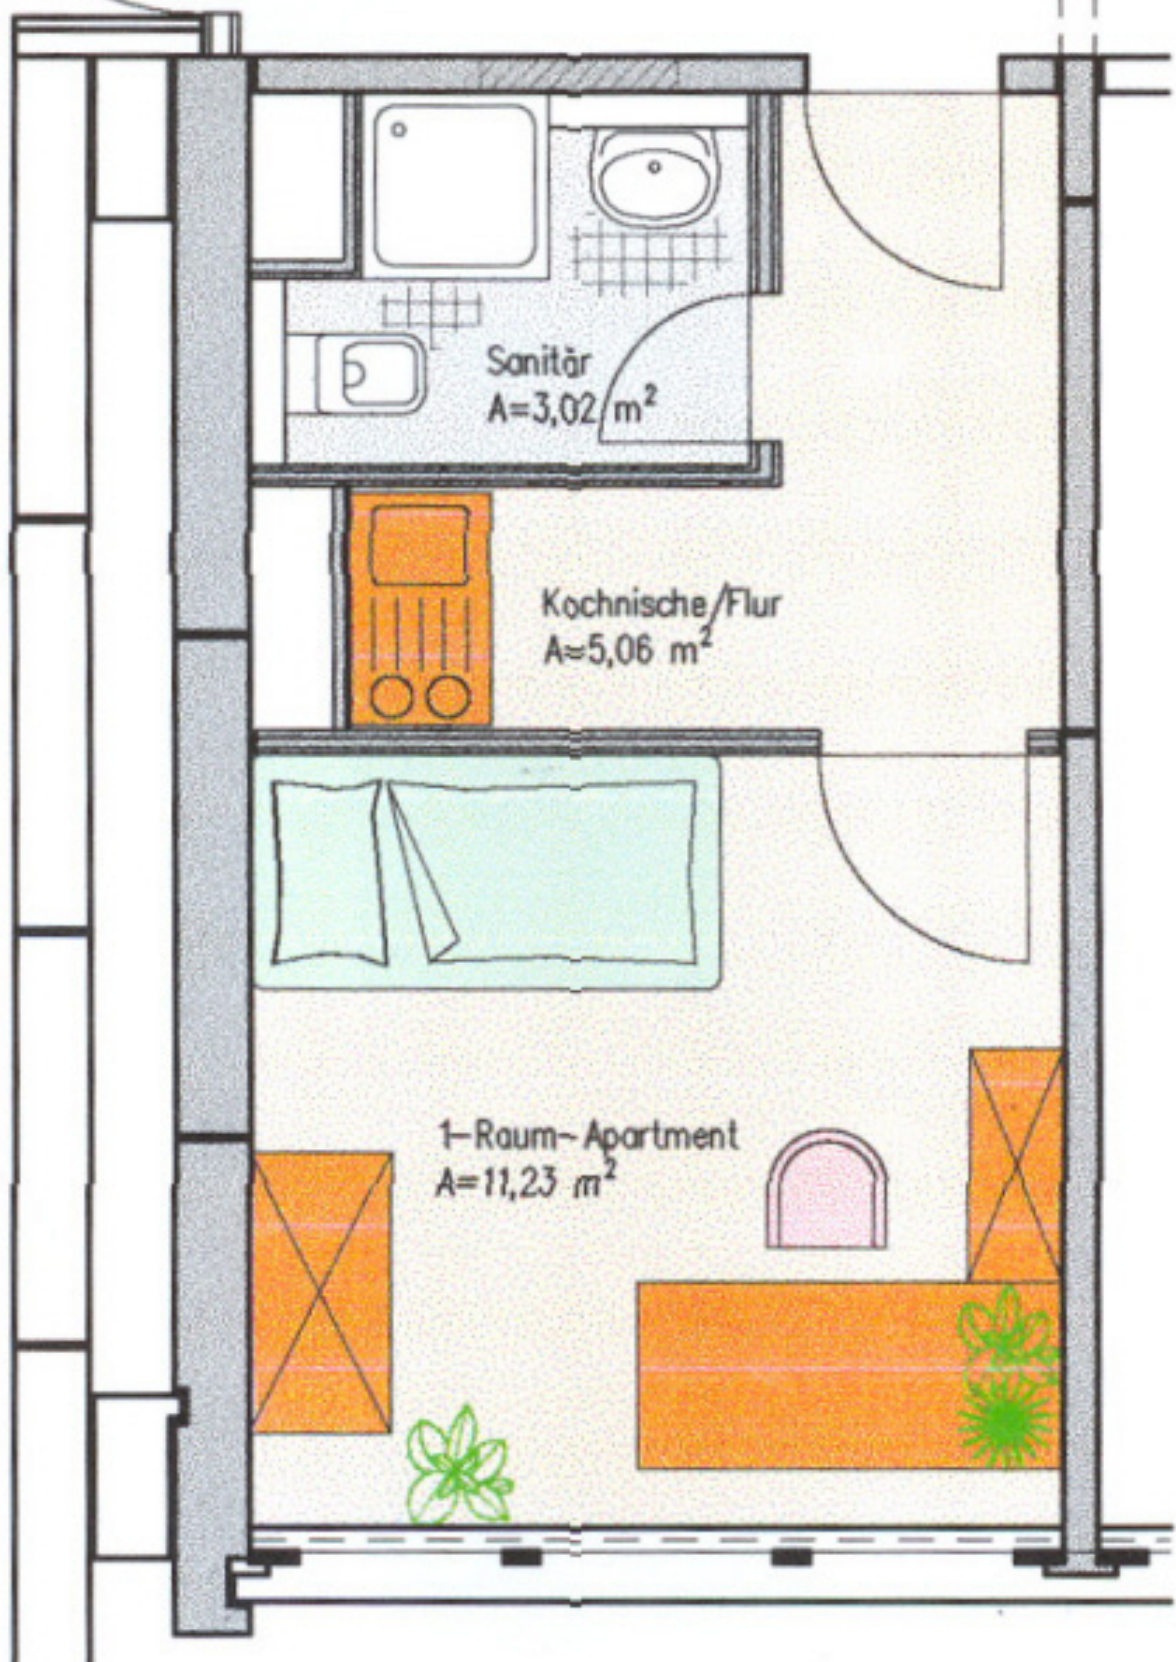 Sanitär
A=3,02 m²
Kochnische/Flur
A=5,06 m²
1-Raum-Apartment
A=11,23 m²